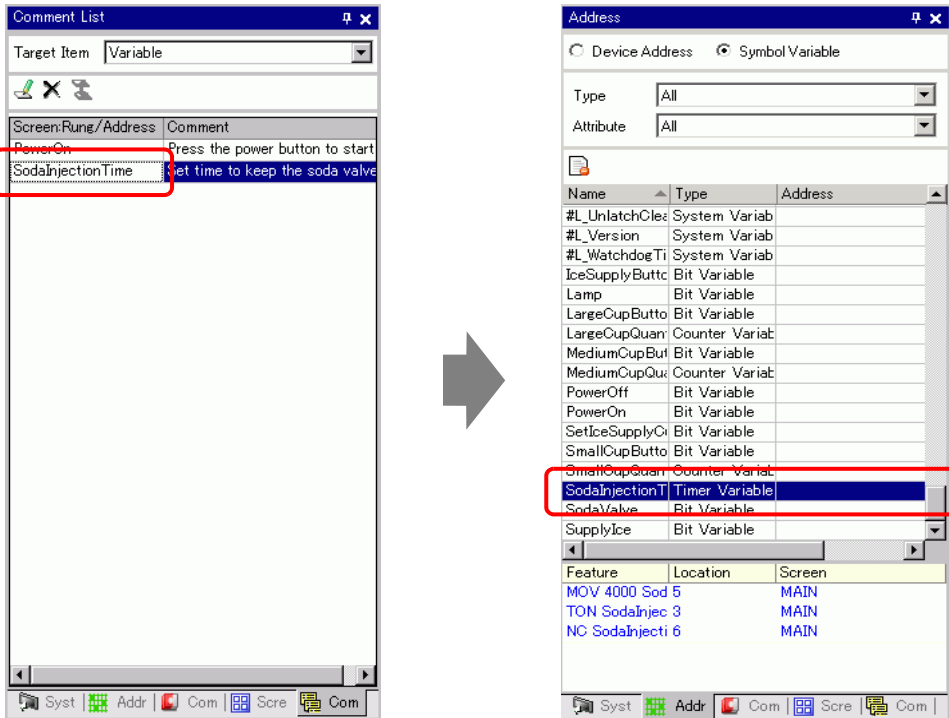 Comment List
Target Item Variable
Screen:Rung/Address Comment
PowerOn Press the power button to start
SodaInjectionTime Set time to keep the soda valve
Syst Addr Com Scre Com
Address
Device Address Symbol Variable
Type All
Attribute All
Name Type Address
#L_UnlatchClea System Variab
#L_Version System Variab
#L_WatchdogTi System Variab
IceSupplyButto Bit Variable
Lamp Bit Variable
LargeCupButto Bit Variable
LargeCupQuan Counter Variab
MediumCupBut Bit Variable
MediumCupQua Counter Variab
PowerOff Bit Variable
PowerOn Bit Variable
SetIceSupplyC Bit Variable
SmallCupButto Bit Variable
SmallCupQuan Counter Variab
SodaInjectionT Timer Variable
SodaValve Bit Variable
SupplyIce Bit Variable
Feature Location Screen
MOV 4000 Sod 5 MAIN
TON SodaInjec 3 MAIN
NC SodaInjecti 6 MAIN
Syst Addr Com Scre Com